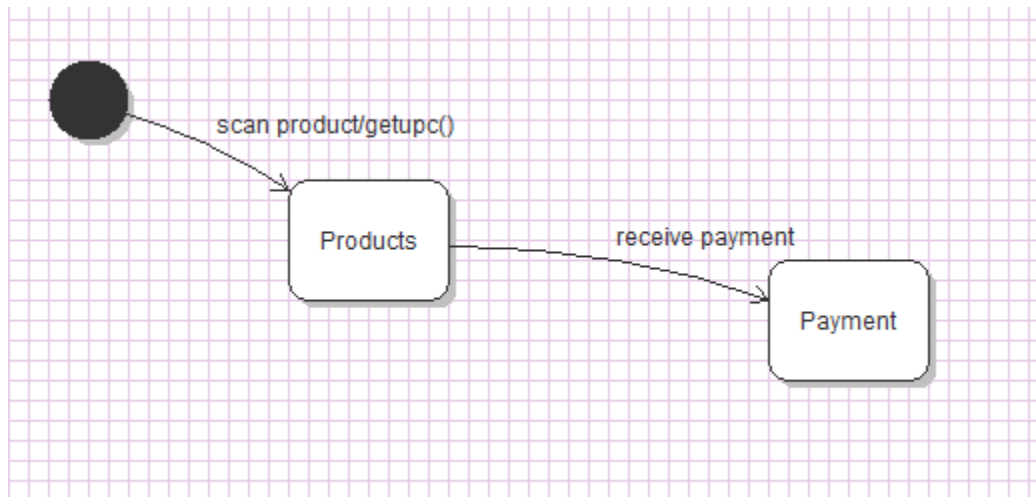 scan product/getupc()
Products
receive payment
Payment